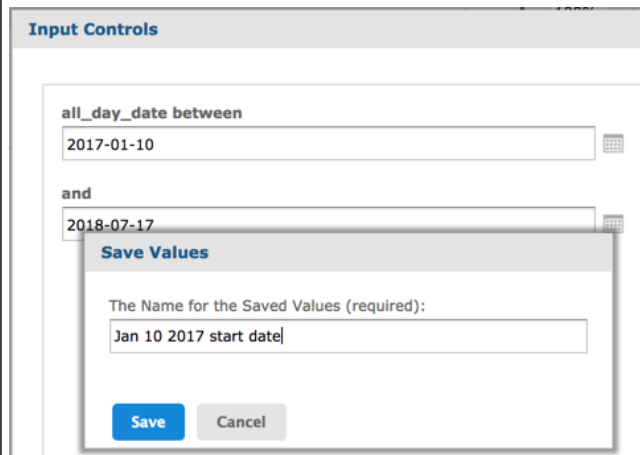 Input Controls
all_day_date between
2017-01-10
and
2018-07-17
Save Values
The Name for the Saved Values (required):
Jan 10 2017 start date
Save
Cancel